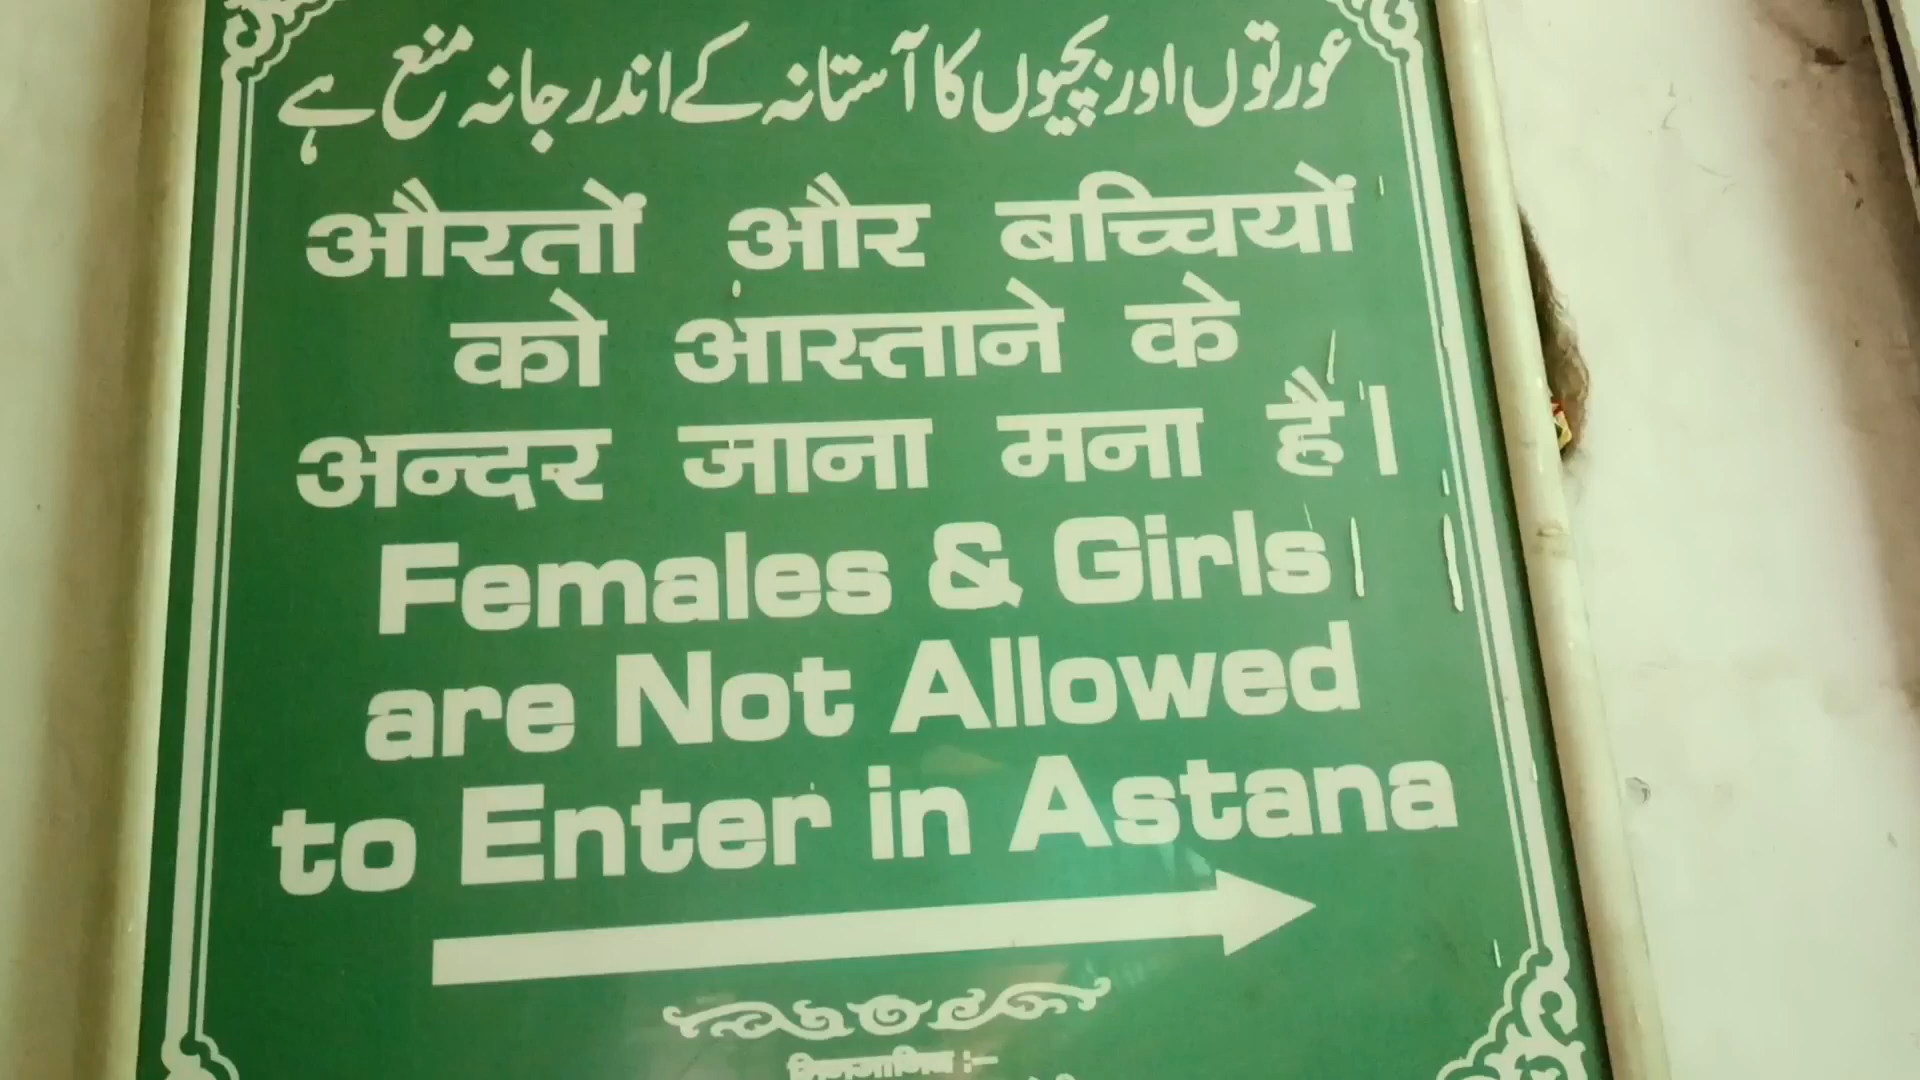 عورتوں اور بچیوں کا آستانہ کے اندر جانہ منع ہے
औरतों और बच्चियों
को आस्ताने के
अन्दर जाना मना है।
Females & Girls
are Not Allowed
to Enter in Astana